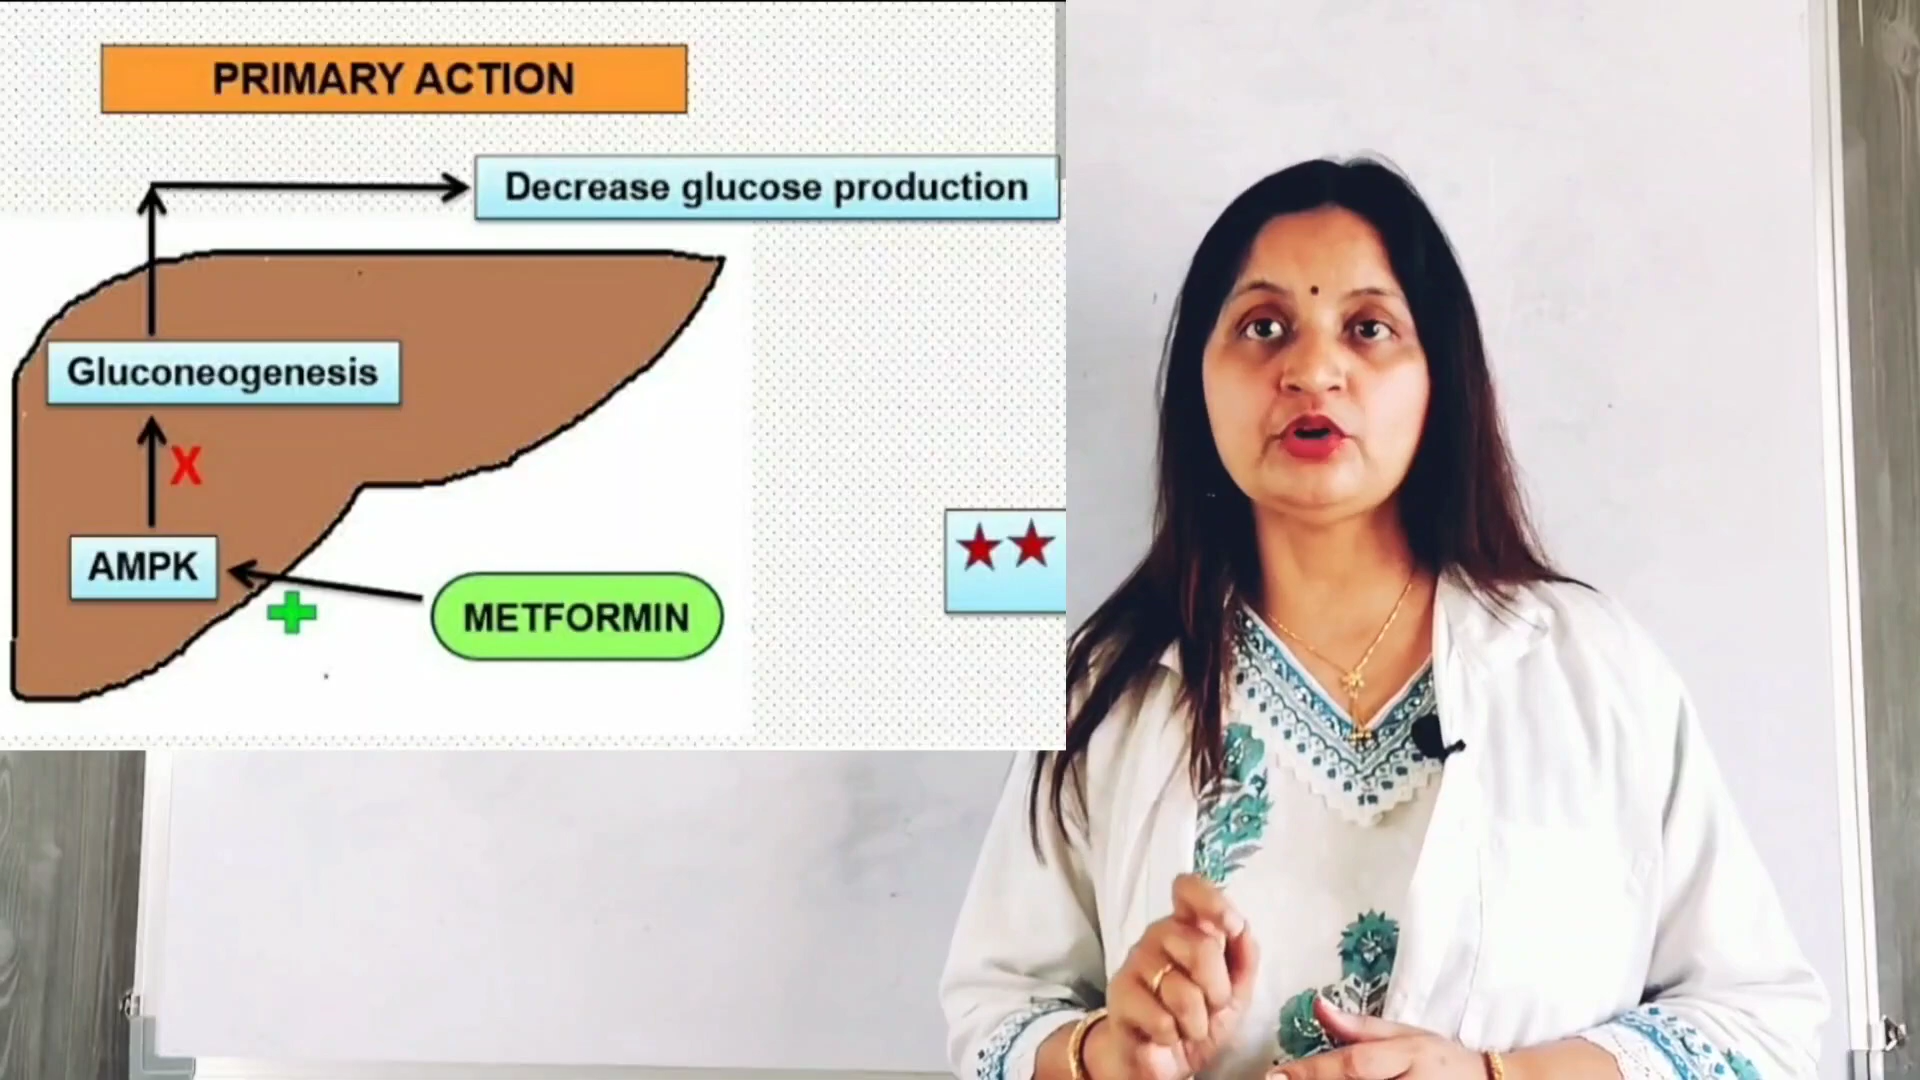 PRIMARY ACTION
Decrease glucose production
Gluconeogenesis
X
AMPK
METFORMIN